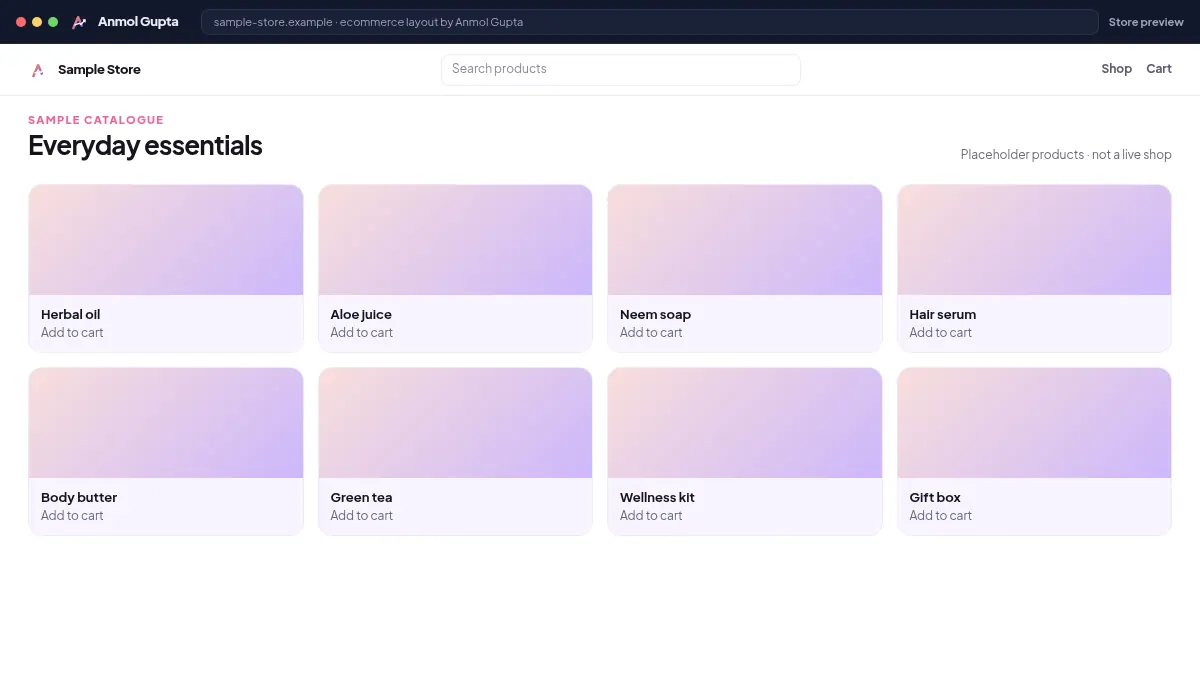 Anmol Gupta
sample-store.example · ecommerce layout by Anmol Gupta
Store preview
Sample Store
Search products
Shop
Cart
SAMPLE CATALOGUE
Everyday essentials
Placeholder products · not a live shop
Herbal oil
Add to cart
Aloe juice
Add to cart
Neem soap
Add to cart
Hair serum
Add to cart
Body butter
Add to cart
Green tea
Add to cart
Wellness kit
Add to cart
Gift box
Add to cart